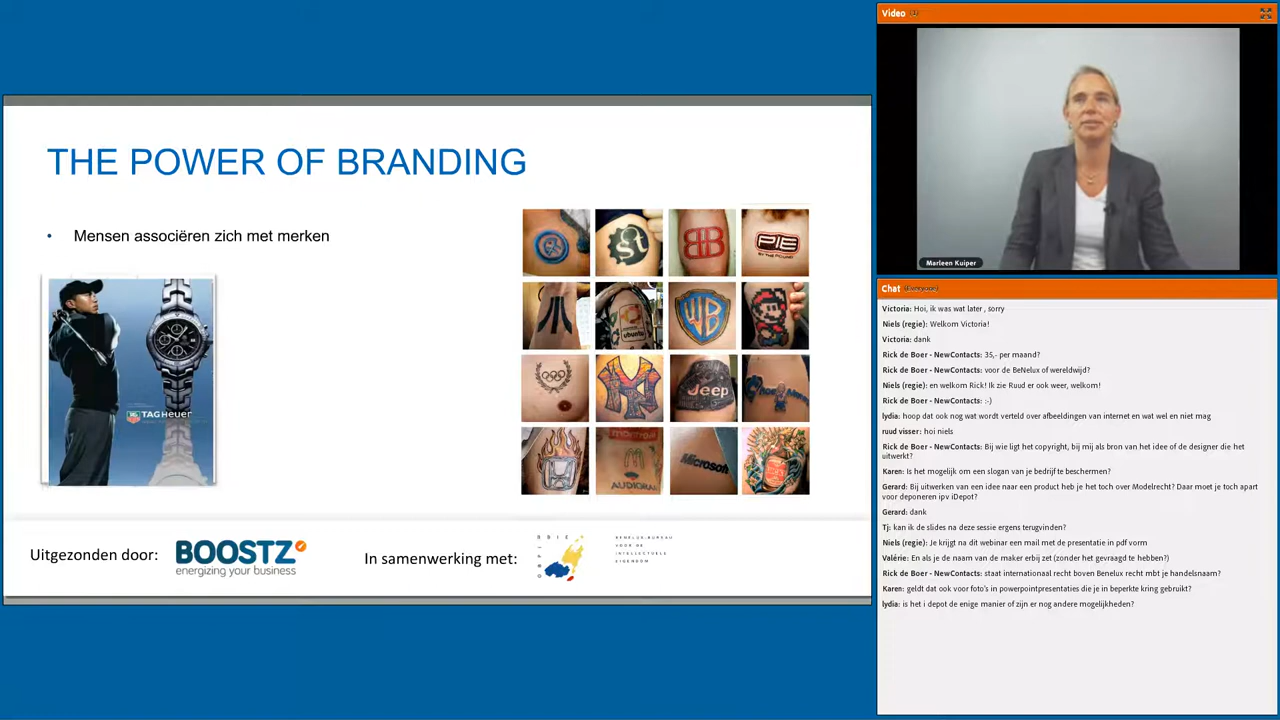 THE POWER OF BRANDING
• Mensen associëren zich met merken
TAGHeuer
gt
BB
PIE
BY THE POUND
ubuntu
WB
Jeep
AUDIGRAM
Microsoft
Uitgezonden door:
BOOSTZ
energizing your business
In samenwerking met:
BENELUX-BUREAU
VOOR DE
INTELLECTUELE
EIGENDOM
Video
Marleen Kuiper
Chat (Everyone)
Victoria: Hoi, ik was wat later , sorry
Niels (regie): Welkom Victoria!
Victoria: dank
Rick de Boer - NewContacts: 35,- per maand?
Rick de Boer - NewContacts: voor de BeNelux of wereldwijd?
Niels (regie): en welkom Rick! Ik zie Ruud er ook weer, welkom!
Rick de Boer - NewContacts: :-)
lydia: hoop dat ook nog wat wordt verteld over afbeeldingen van internet en wat wel en niet mag
ruud visser: hoi niels
Rick de Boer - NewContacts: Bij wie ligt het copyright, bij mij als bron van het idee of de designer die het
uitwerkt?
Karen: Is het mogelijk om een slogan van je bedrijf te beschermen?
Gerard: Bij uitwerken van een idee naar een product heb je het toch over Modelrecht? Daar moet je toch apart
voor deponeren ipv iDepot?
Gerard: dank
Tj: kan ik de slides na deze sessie ergens terugvinden?
Niels (regie): Je krijgt na dit webinar een mail met de presentatie in pdf vorm
Valérie: En als je de naam van de maker erbij zet (zonder het gevraagd te hebben?)
Rick de Boer - NewContacts: staat internationaal recht boven Benelux recht mbt je handelsnaam?
Karen: geldt dat ook voor foto's in powerpointpresentaties die je in beperkte kring gebruikt?
lydia: is het i depot de enige manier of zijn er nog andere mogelijkheden?